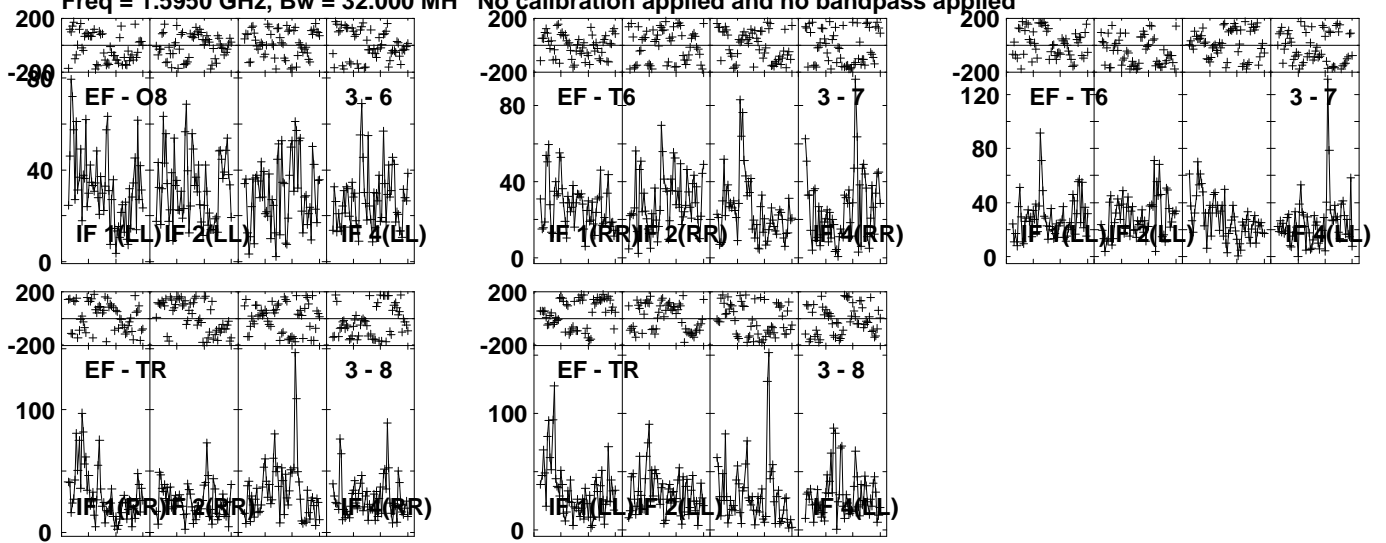 Freq = 1.5950 GHz, Bw = 32.000 MH No calibration applied and no bandpass applied
200
-200
80
40
0
EF - O8 3 - 6
IF 1(LL) IF 2(LL) IF 4(LL)
200
-200
80
40
0
EF - T6 3 - 7
IF 1(RR) IF 2(RR) IF 4(RR)
200
-200
120
80
40
0
EF - T6 3 - 7
IF 1(LL) IF 2(LL) IF 4(LL)
200
-200
100
0
EF - TR 3 - 8
IF 1(RR) IF 2(RR) IF 4(RR)
200
-200
100
0
EF - TR 3 - 8
IF 1(LL) IF 2(LL) IF 4(LL)